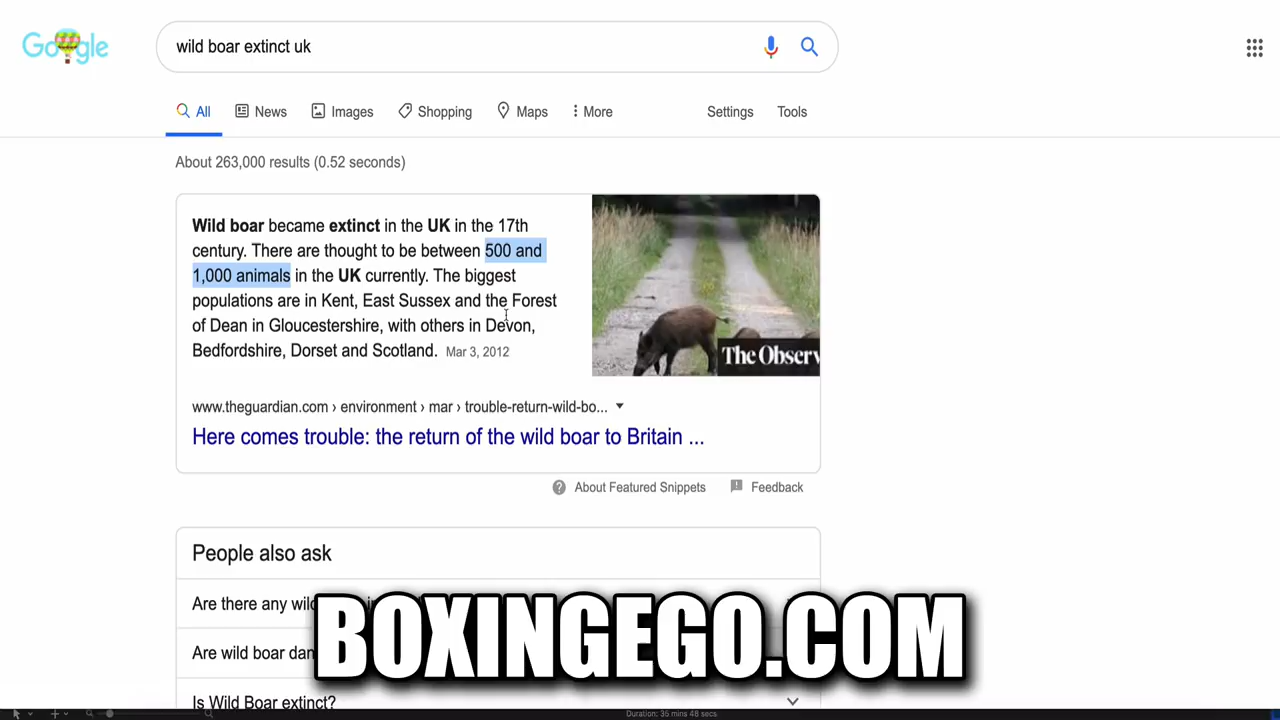 Google
wild boar extinct uk
All
News
Images
Shopping
Maps
More
Settings
Tools
About 263,000 results (0.52 seconds)
Wild boar became extinct in the UK in the 17th
century. There are thought to be between 500 and
1,000 animals in the UK currently. The biggest
populations are in Kent, East Sussex and the Forest
of Dean in Gloucestershire, with others in Devon,
Bedfordshire, Dorset and Scotland. Mar 3, 2012
The Observ
www.theguardian.com › environment › mar › trouble-return-wild-bo...
Here comes trouble: the return of the wild boar to Britain ...
About Featured Snippets
Feedback
People also ask
Are there any wil
Are wild boar dan
Is Wild Boar extinct?
BOXINGEGO.COM
Duration: 35 mins 48 secs